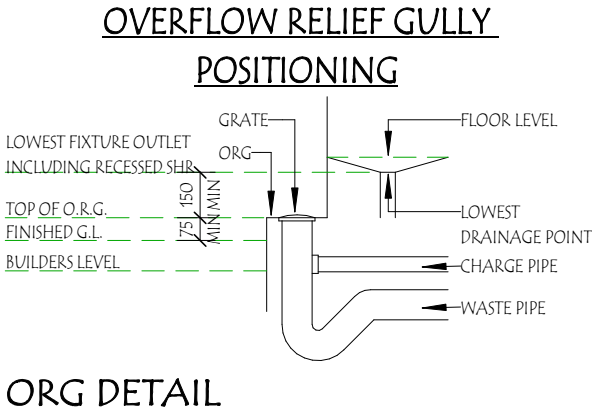 OVERFLOW RELIEF GULLY
POSITIONING
GRATE
FLOOR LEVEL
LOWEST FIXTURE OUTLET
INCLUDING RECESSED SHR
ORG
150 MIN
TOP OF O.R.G.
LOWEST
DRAINAGE POINT
75 MIN
FINISHED G.L.
BUILDERS LEVEL
CHARGE PIPE
WASTE PIPE
ORG DETAIL